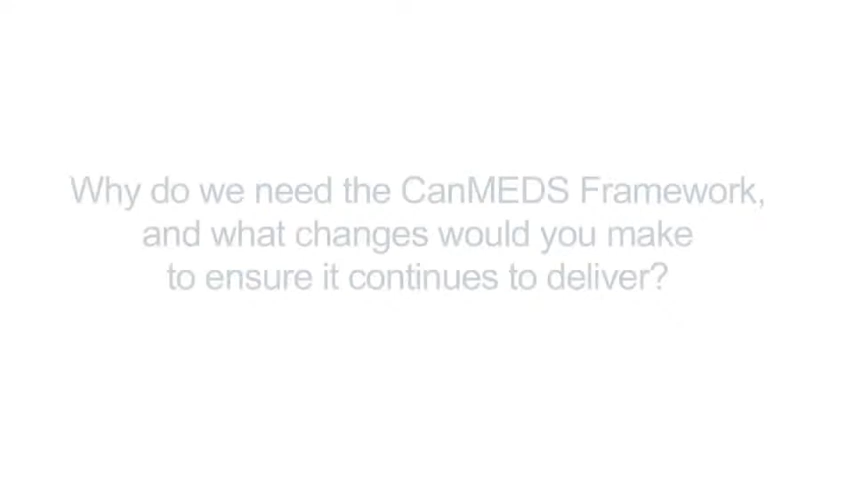 Why do we need the CanMEDS Framework,
and what changes would you make
to ensure it continues to deliver?